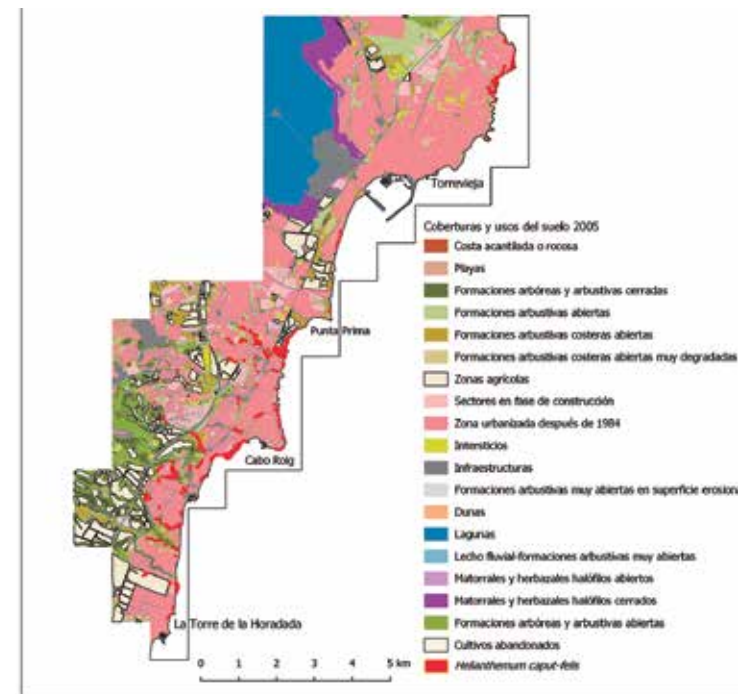 Torrevieja
Punta Prima
Cabo Roig
La Torre de la Horadada
0 1 2 3 4 5 km
Coberturas y usos del suelo 2005
Costa acantilada o rocosa
Playas
Formaciones arbóreas y arbustivas cerradas
Formaciones arbustivas abiertas
Formaciones arbustivas costeras abiertas
Formaciones arbustivas costeras abiertas muy degradadas
Zonas agrícolas
Sectores en fase de construcción
Zona urbanizada después de 1984
Intersticios
Infraestructuras
Formaciones arbustivas muy abiertas en superficie erosiona
Dunas
Lagunas
Lecho fluvial-formaciones arbustivas muy abiertas
Matorrales y herbazales halófilos abiertos
Matorrales y herbazales halófilos cerrados
Formaciones arbóreas y arbustivas abiertas
Cultivos abandonados
Helianthemum caput-felis